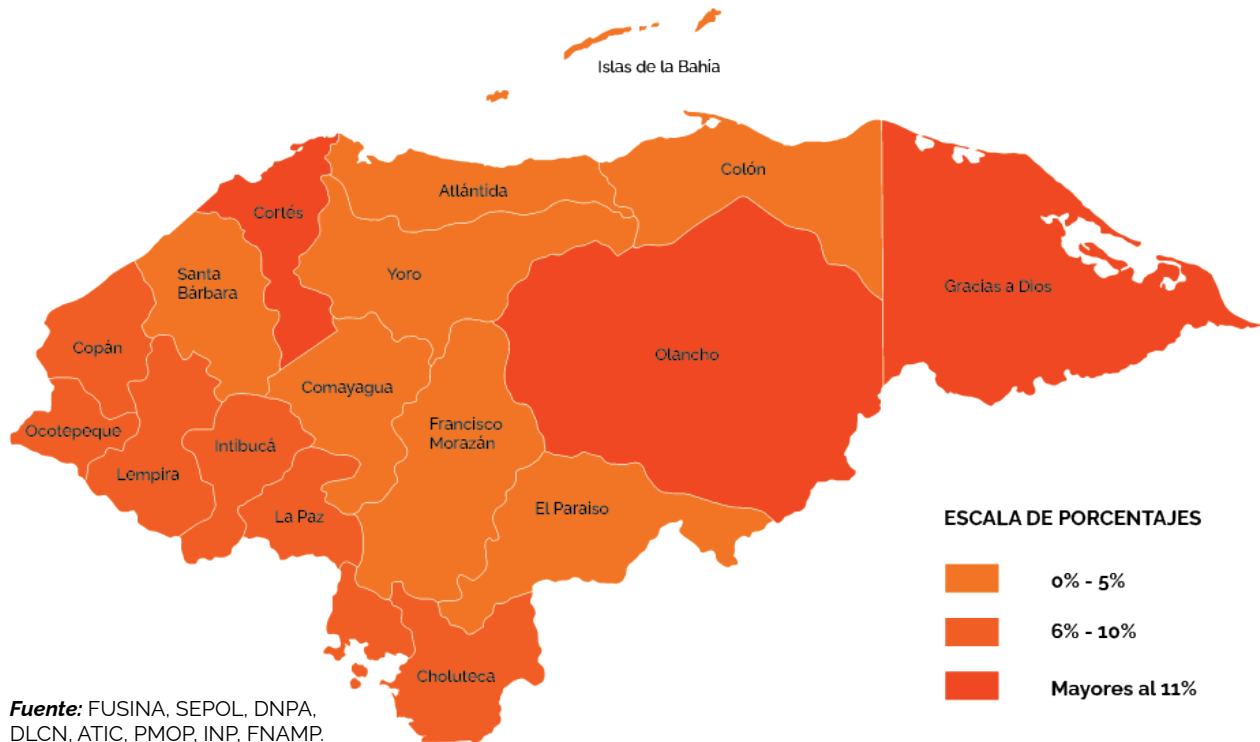 Islas de la Bahía
Colón
Atlántida
Cortés
Santa
Bárbara
Yoro
Gracias a Dios
Copán
Olancho
Comayagua
Ocotepeque
Francisco
Morazán
Intibucá
Lempira
La Paz
El Paraiso
Choluteca
ESCALA DE PORCENTAJES
0% - 5%
6% - 10%
Mayores al 11%
Fuente: FUSINA, SEPOL, DNPA,
DLCN, ATIC, PMOP, INP, FNAMP.